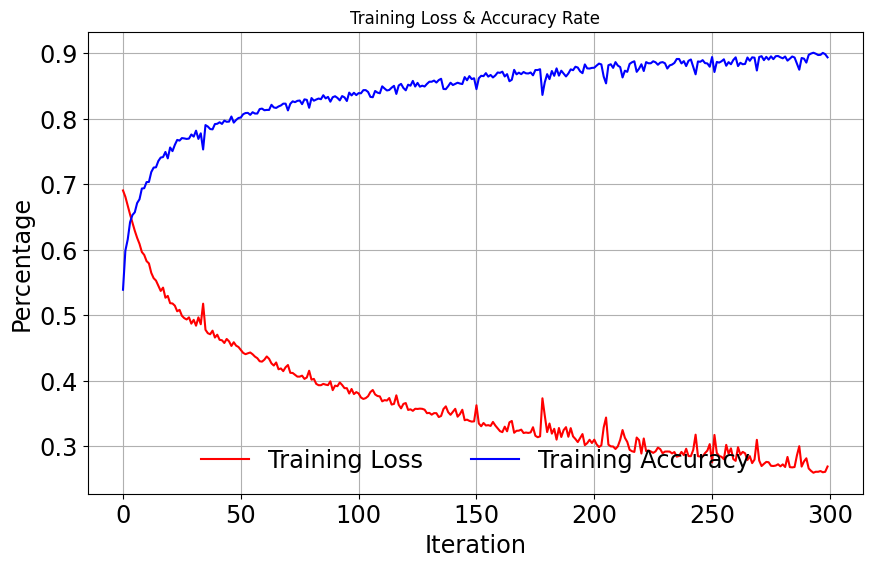 Training Loss & Accuracy Rate
Percentage
0.9
0.8
0.7
0.6
0.5
0.4
0.3
Training Loss
Training Accuracy
0
50
100
150
200
250
300
Iteration